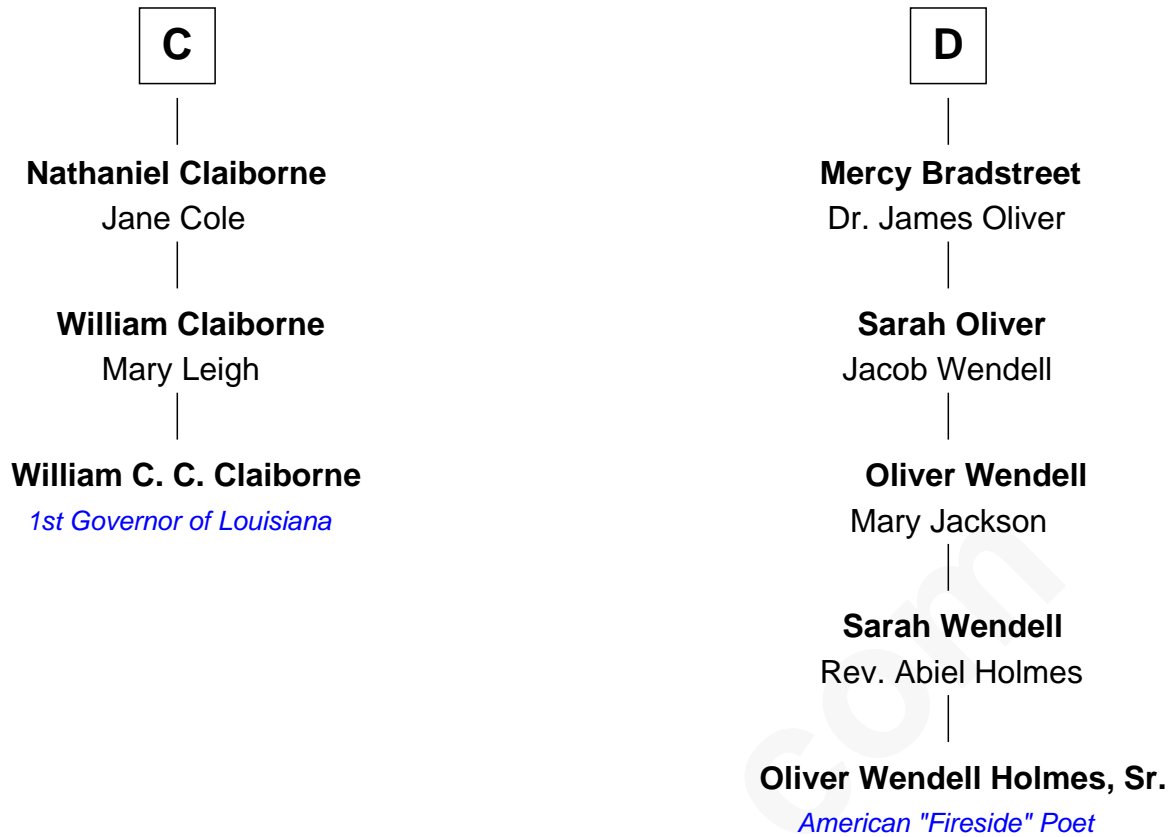 C
Nathaniel Claiborne
Jane Cole
William Claiborne
Mary Leigh
William C. C. Claiborne
1st Governor of Louisiana
D
Mercy Bradstreet
Dr. James Oliver
Sarah Oliver
Jacob Wendell
Oliver Wendell
Mary Jackson
Sarah Wendell
Rev. Abiel Holmes
Oliver Wendell Holmes, Sr.
American "Fireside" Poet
com